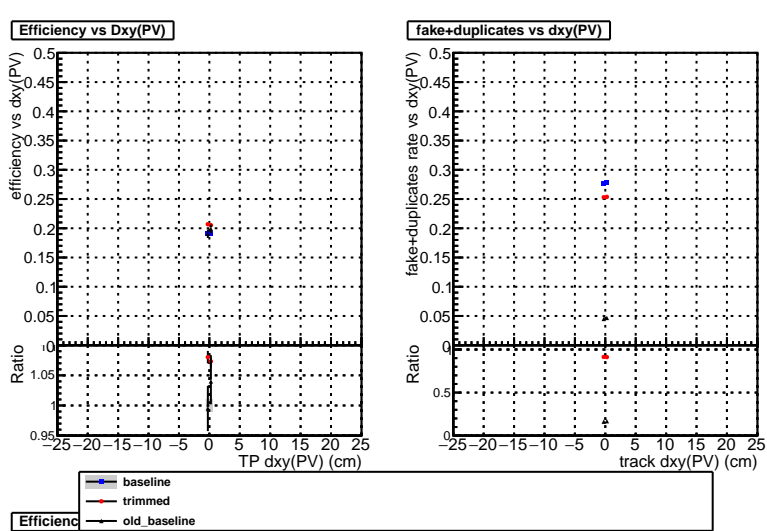 Efficiency vs Dxy(PV)
efficiency vs dxy(PV)
0.5
0.45
0.4
0.35
0.3
0.25
0.2
0.15
0.1
0.05
0
Ratio
1.05
1
0.95
−25 −20 −15 −10 −5 0 5 10 15 20 25
TP dxy(PV) (cm)
fake+duplicates vs dxy(PV)
fake+duplicates rate vs dxy(PV)
0.5
0.45
0.4
0.35
0.3
0.25
0.2
0.15
0.1
0.05
0
Ratio
0.5
0
−25 −20 −15 −10 −5 0 5 10 15 20 25
track dxy(PV) (cm)
baseline
trimmed
old_baseline
Efficienc